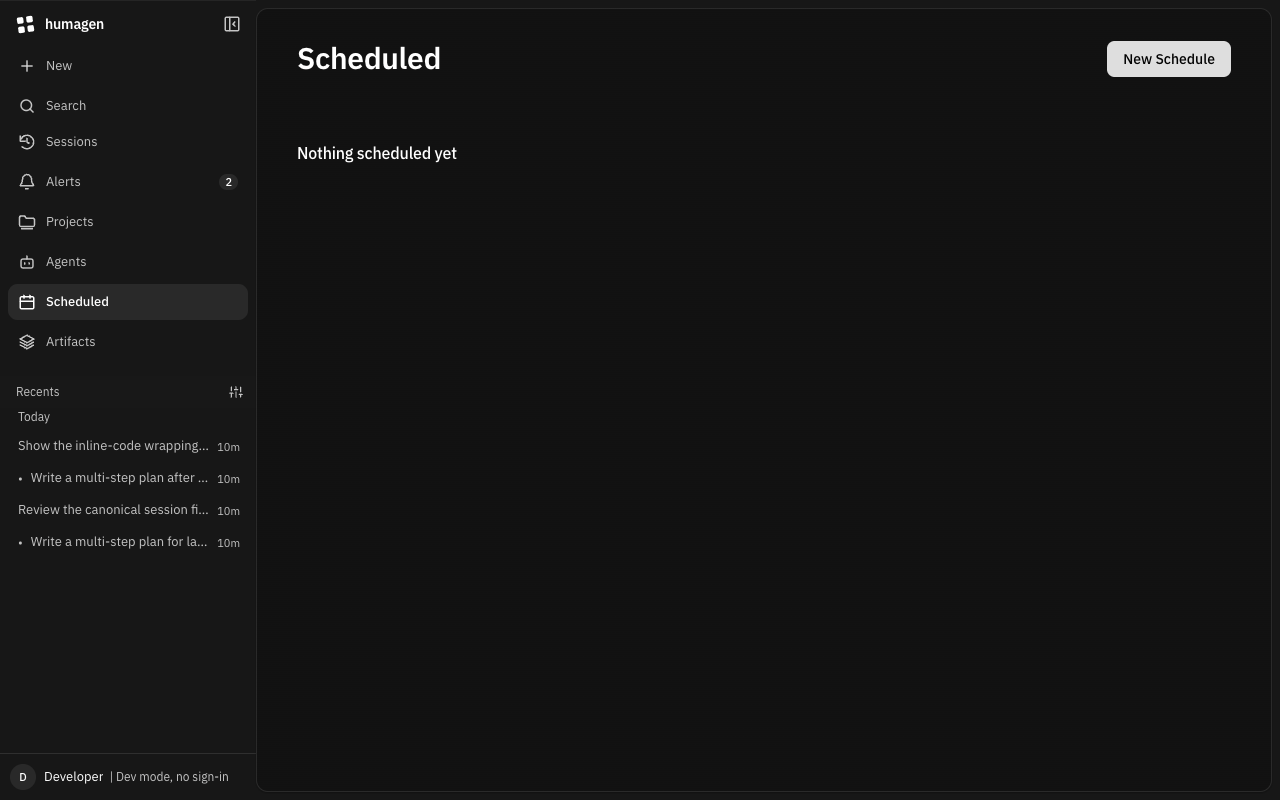 humagen
New
Search
Sessions
Alerts 2
Projects
Agents
Scheduled
Artifacts
Recents
Today
Show the inline-code wrapping... 10m
• Write a multi-step plan after ... 10m
Review the canonical session fi... 10m
• Write a multi-step plan for la... 10m
D Developer | Dev mode, no sign-in
Scheduled
New Schedule
Nothing scheduled yet